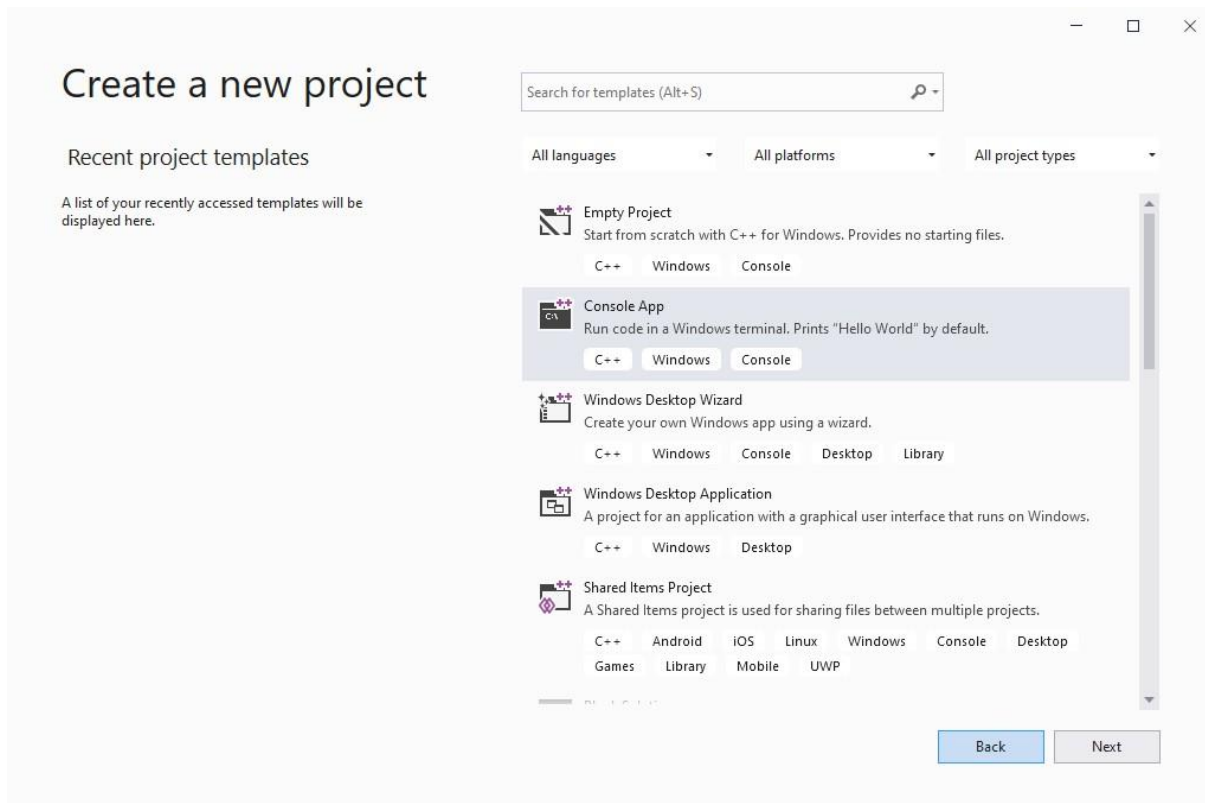 Create a new project
Search for templates (Alt+S)
Recent project templates
A list of your recently accessed templates will be
displayed here.
All languages All platforms All project types
Empty Project
Start from scratch with C++ for Windows. Provides no starting files.
C++ Windows Console
Console App
C:\
Run code in a Windows terminal. Prints "Hello World" by default.
C++ Windows Console
Windows Desktop Wizard
Create your own Windows app using a wizard.
C++ Windows Console Desktop Library
Windows Desktop Application
A project for an application with a graphical user interface that runs on Windows.
C++ Windows Desktop
Shared Items Project
A Shared Items project is used for sharing files between multiple projects.
C++ Android iOS Linux Windows Console Desktop
Games Library Mobile UWP
Back Next